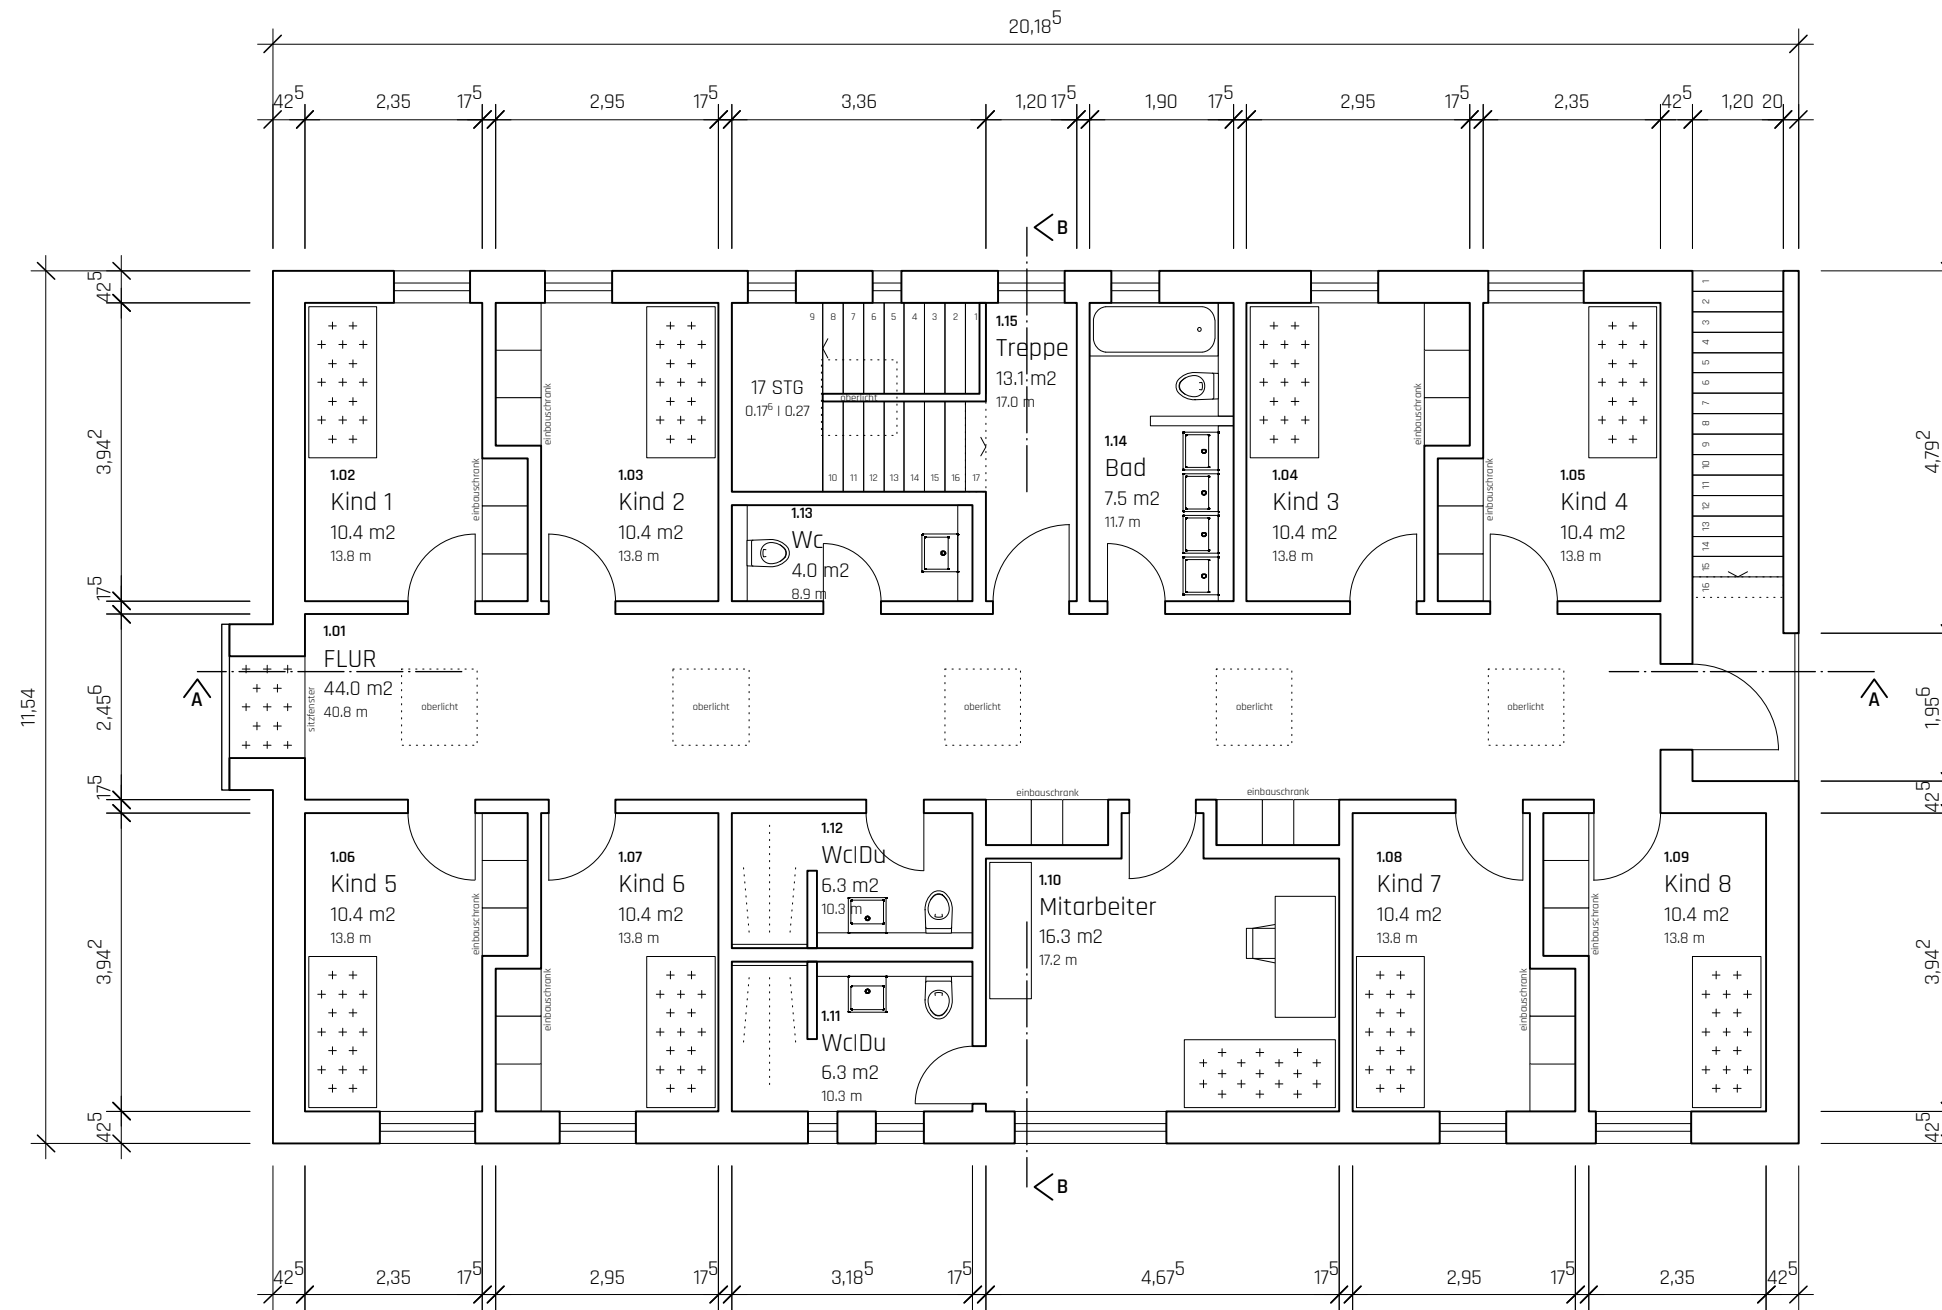 20,18⁵
42⁵ 2,35 17⁵ 2,95 17⁵ 3,36 1,20 17⁵ 1,90 17⁵ 2,95 17⁵ 2,35 42⁵ 1,20 20
B
42⁵
3,94²
17⁵
2,45⁶
17⁵
3,94²
42⁵
11,54
1.02
Kind 1
10.4 m2
13.8 m
einbauschrank
1.03
Kind 2
10.4 m2
13.8 m
einbauschrank
9 8 7 6 5 4 3 2 1
17 STG
0.17⁶ | 0.27
oberlicht
10 11 12 13 14 15 16 17
1.15
Treppe
13.1 m2
17.0 m
1.13
Wc
4.0 m2
8.9 m
1.14
Bad
7.5 m2
11.7 m
1.04
Kind 3
10.4 m2
13.8 m
einbauschrank
1.05
Kind 4
10.4 m2
13.8 m
einbauschrank
1
2
3
4
5
6
7
8
9
10
11
12
13
14
15
16
4,79²
1,95⁶
42⁵
3,94²
42⁵
A
1.01
FLUR
44.0 m2
40.8 m
sitzfenster
oberlicht
oberlicht
oberlicht
oberlicht
oberlicht
A
einbauschrank
einbauschrank
1.06
Kind 5
10.4 m2
13.8 m
einbauschrank
1.07
Kind 6
10.4 m2
13.8 m
einbauschrank
1.12
Wc|Du
6.3 m2
10.3 m
1.11
Wc|Du
6.3 m2
10.3 m
1.10
Mitarbeiter
16.3 m2
17.2 m
1.08
Kind 7
10.4 m2
13.8 m
einbauschrank
1.09
Kind 8
10.4 m2
13.8 m
einbauschrank
B
42⁵ 2,35 17⁵ 2,95 17⁵ 3,18⁵ 17⁵ 4,67⁵ 17⁵ 2,95 17⁵ 2,35 42⁵